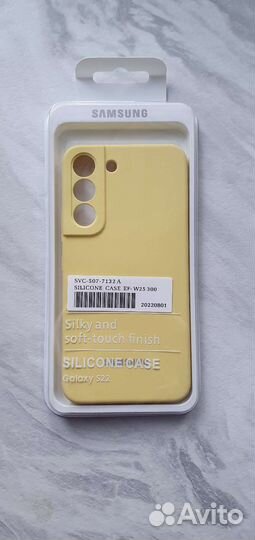 SAMSUNG
SVC-S07-7132 A
SILICONE CASE EF-W25 300
20220801
Silky and
soft-touch finish
SILICONE CASE
Galaxy S22
Avito